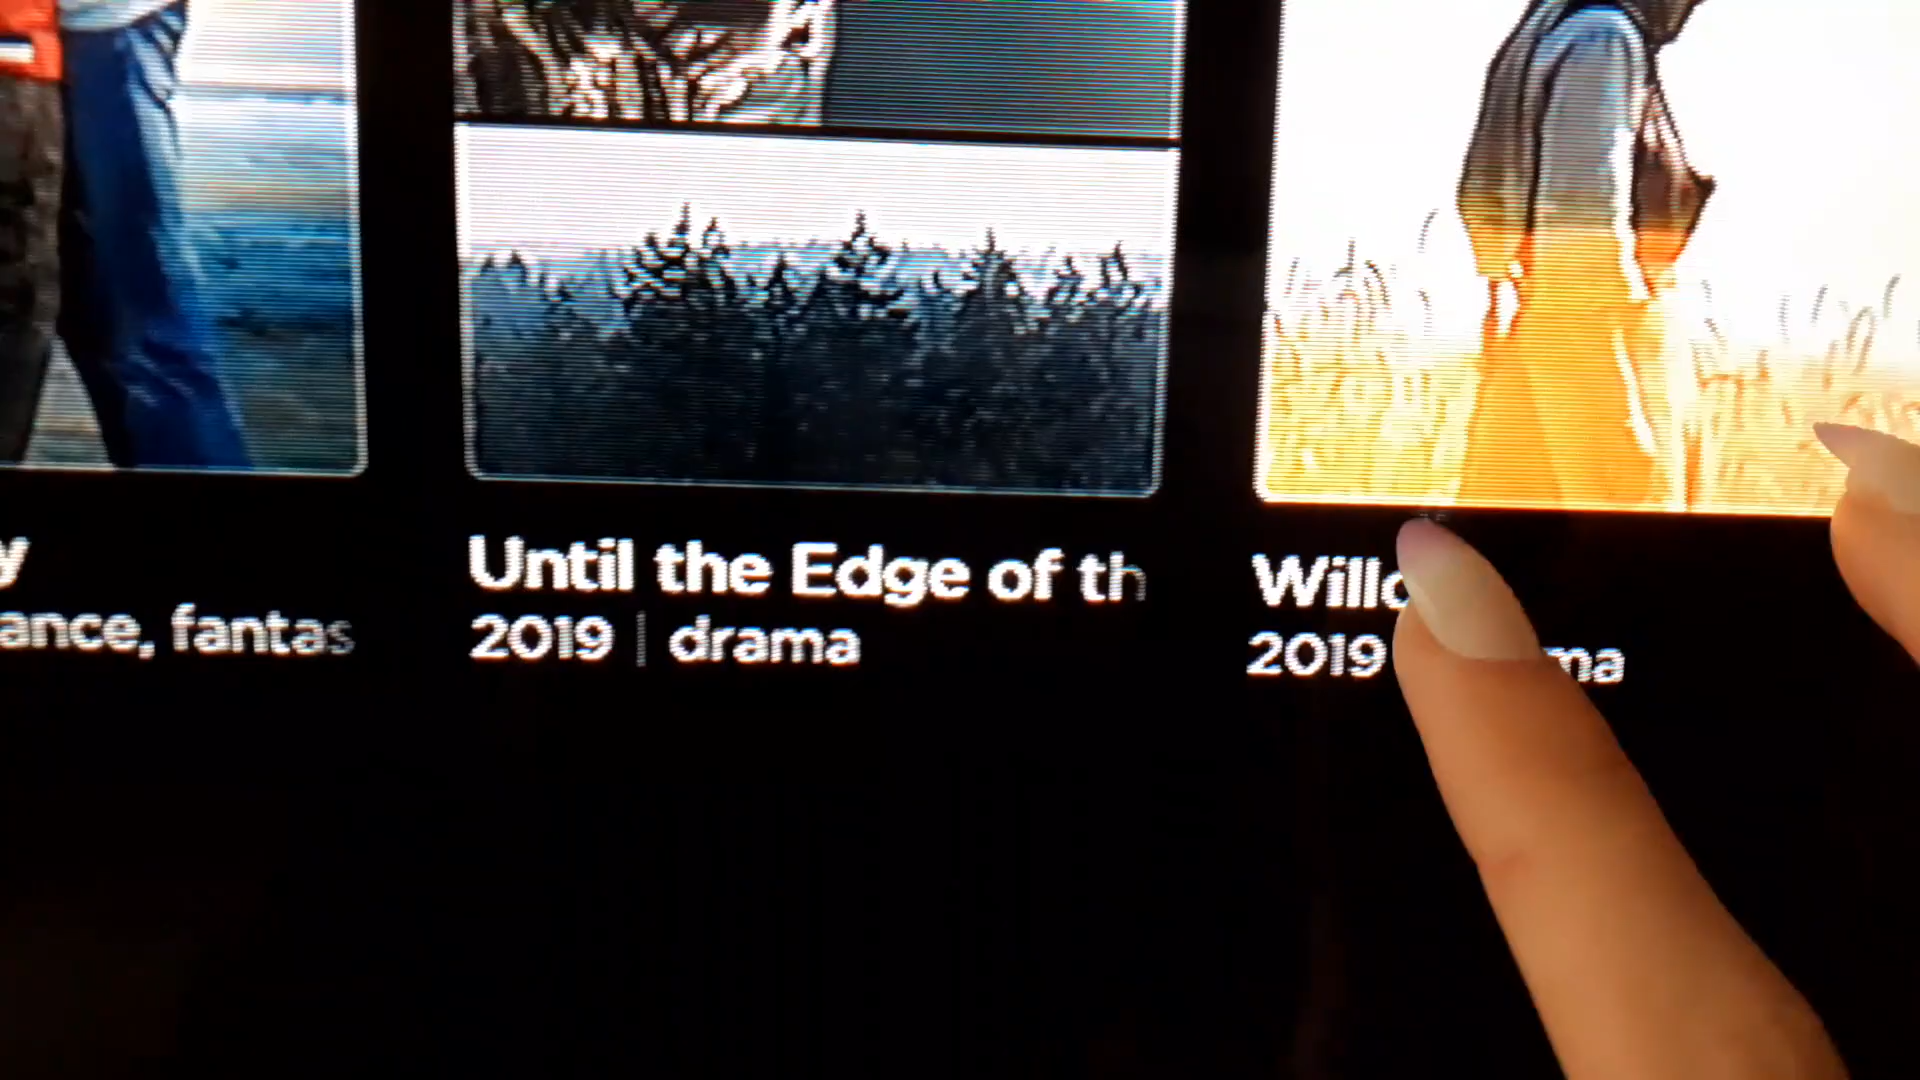 y
ance, fantas
Until the Edge of th
2019 | drama
Will
2019 ma